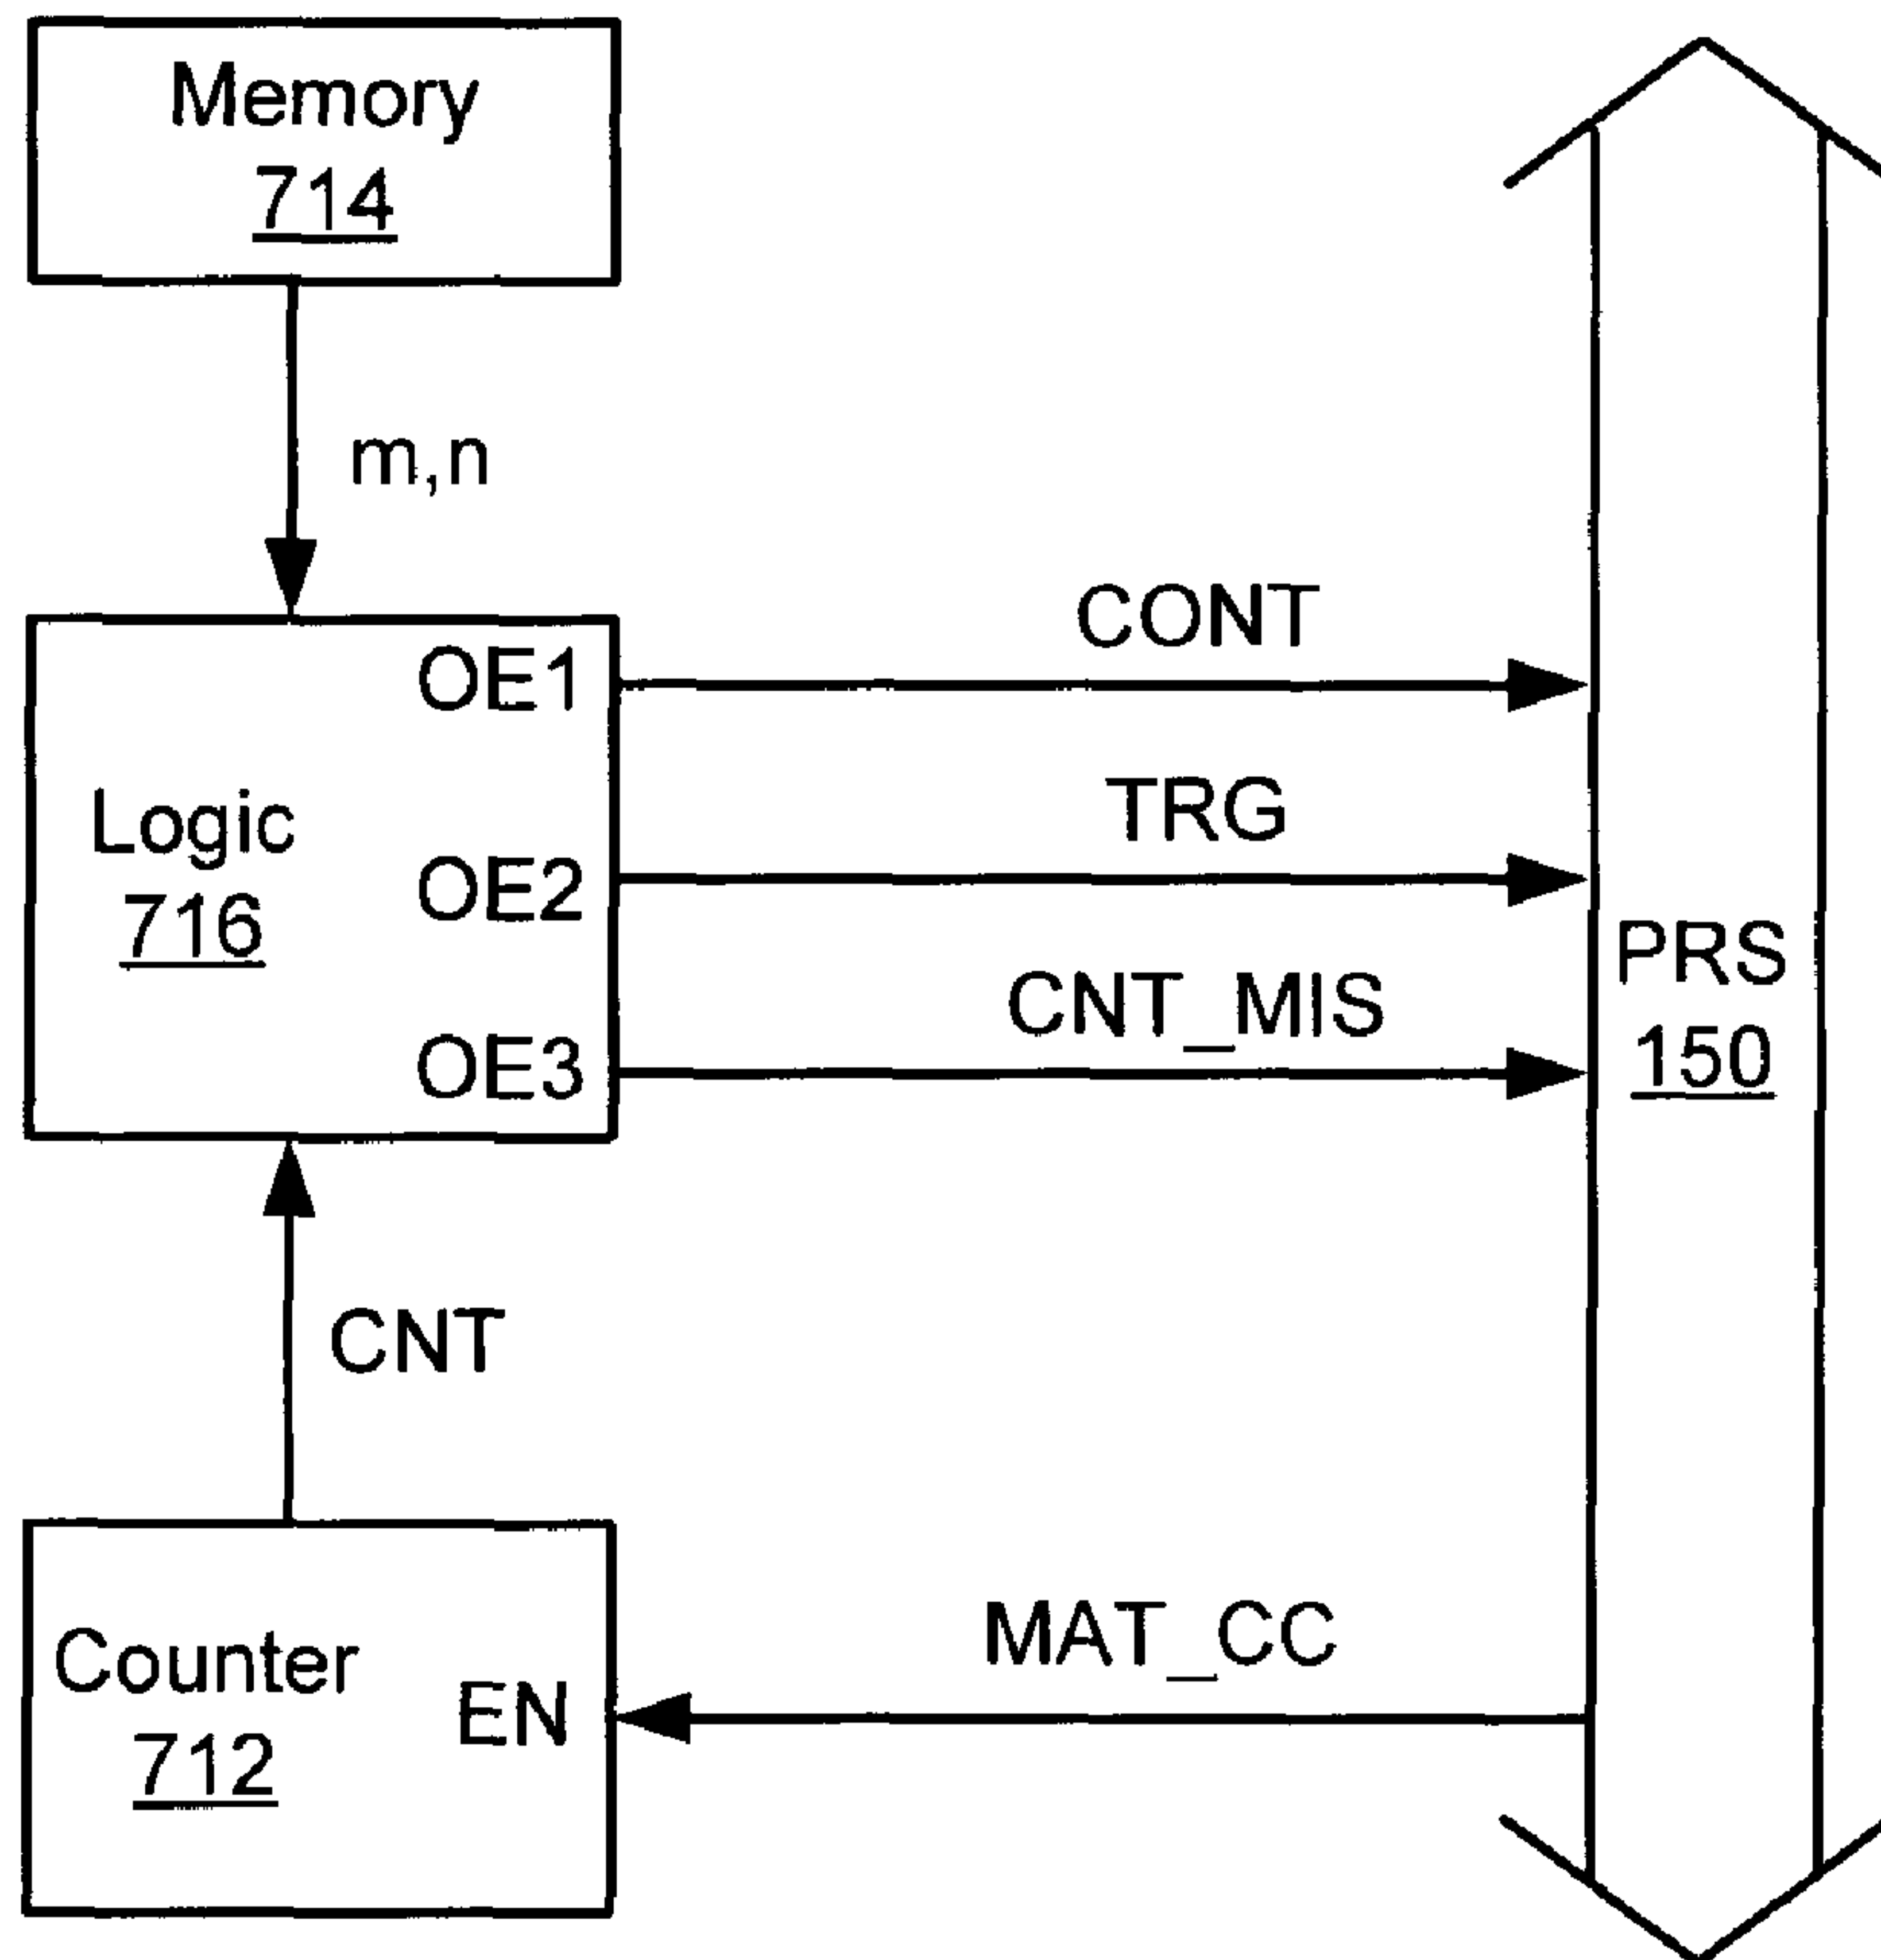 Memory
714
m,n
CONT
OE1
TRG
Logic
OE2
716
PRS
CNT_MIS
150
OE3
CNT
MAT_CC
Counter
EN
712